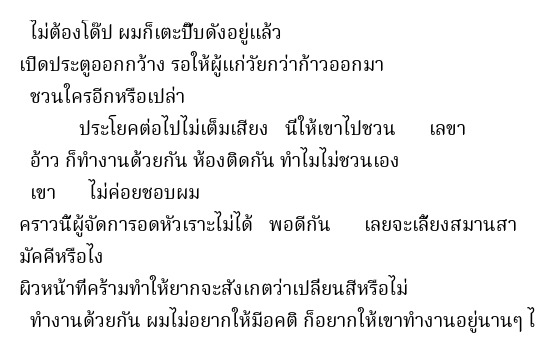 ไม่ต้องโด๊ป ผมก็เตะปี๊บดังอยู่แล้ว
เปิดประตูออกกว้าง รอให้ผู้แก่วัยกว่าก้าวออกมา
ชวนใครอีกหรือเปล่า
ประโยคต่อไปไม่เต็มเสียง นี่ให้เขาไปชวน เลขา
อ้าว ก็ทำงานด้วยกัน ห้องติดกัน ทำไมไม่ชวนเอง
เขา ไม่ค่อยชอบผม
คราวนี้ผู้จัดการอดหัวเราะไม่ได้ พอดีกัน เลยจะเลี้ยงสมานสา
มัคคีหรือไง
ผิวหน้าที่คร้ามทำให้ยากจะสังเกตว่าเปลี่ยนสีหรือไม่
ทำงานด้วยกัน ผมไม่อยากให้มีอคติ ก็อยากให้เขาทำงานอยู่นานๆ ไ